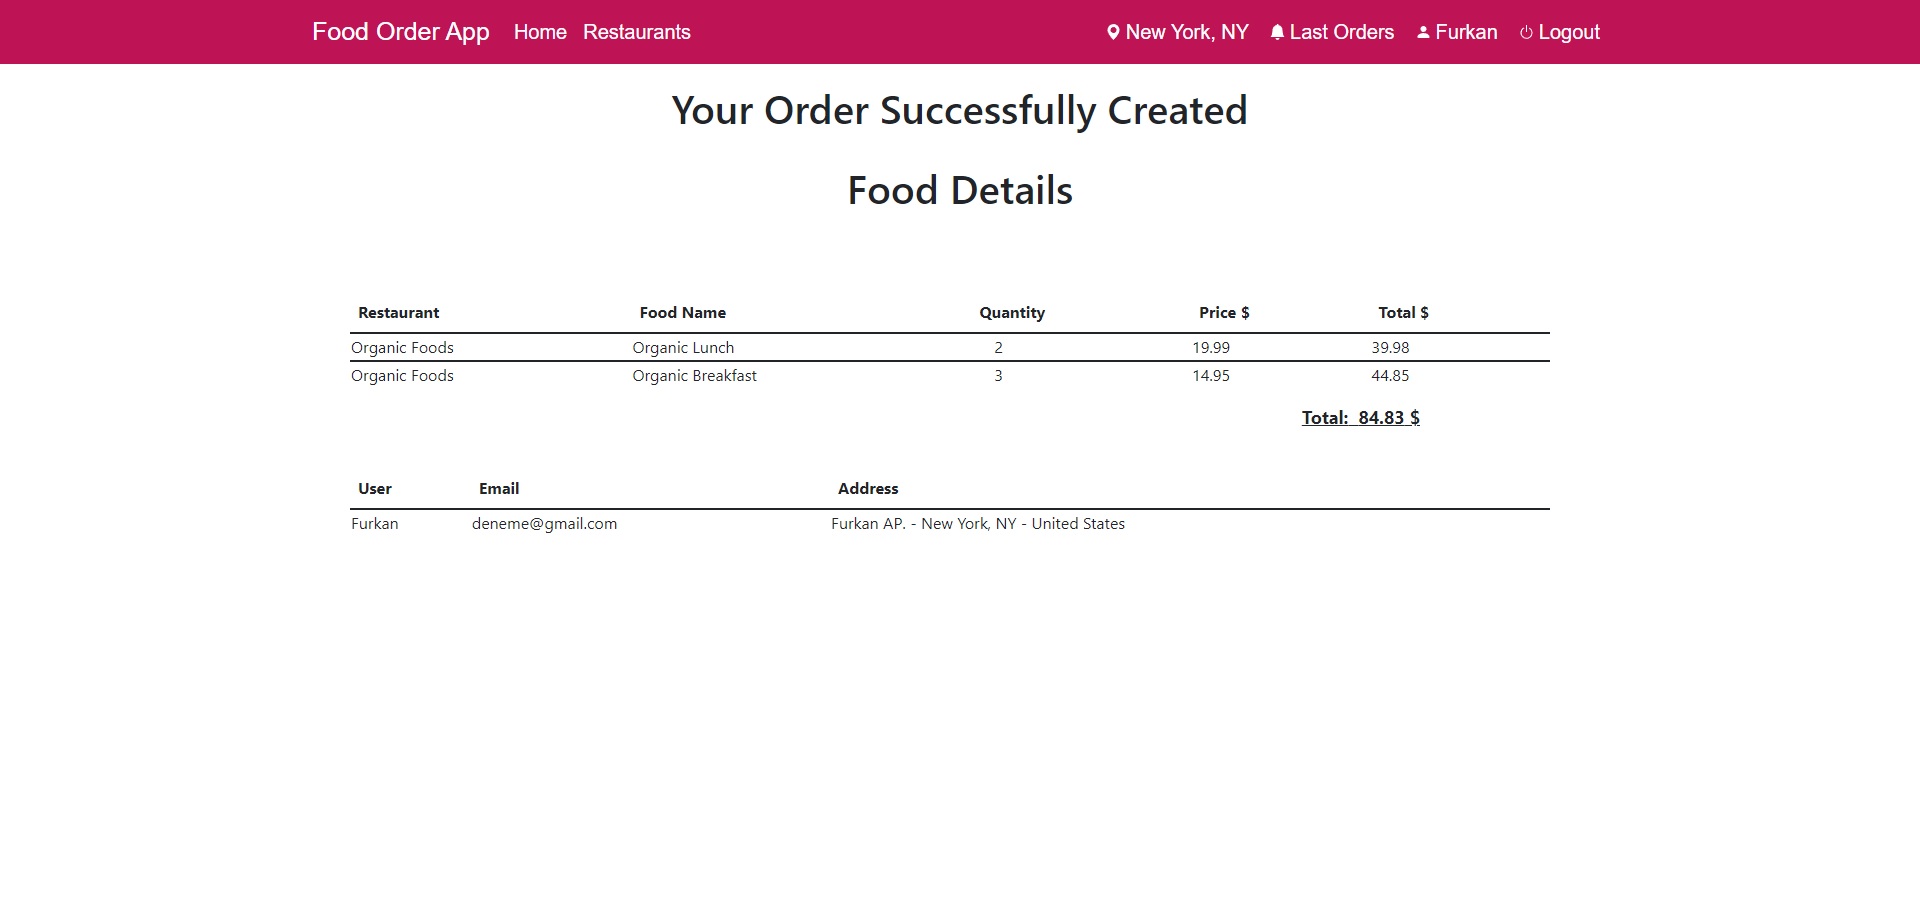 Food Order App Home Restaurants New York, NY Last Orders Furkan Logout
Your Order Successfully Created
Food Details
Restaurant Food Name Quantity Price $ Total $
Organic Foods Organic Lunch 2 19.99 39.98
Organic Foods Organic Breakfast 3 14.95 44.85
Total: 84.83 $
User Email Address
Furkan deneme@gmail.com Furkan AP. - New York, NY - United States